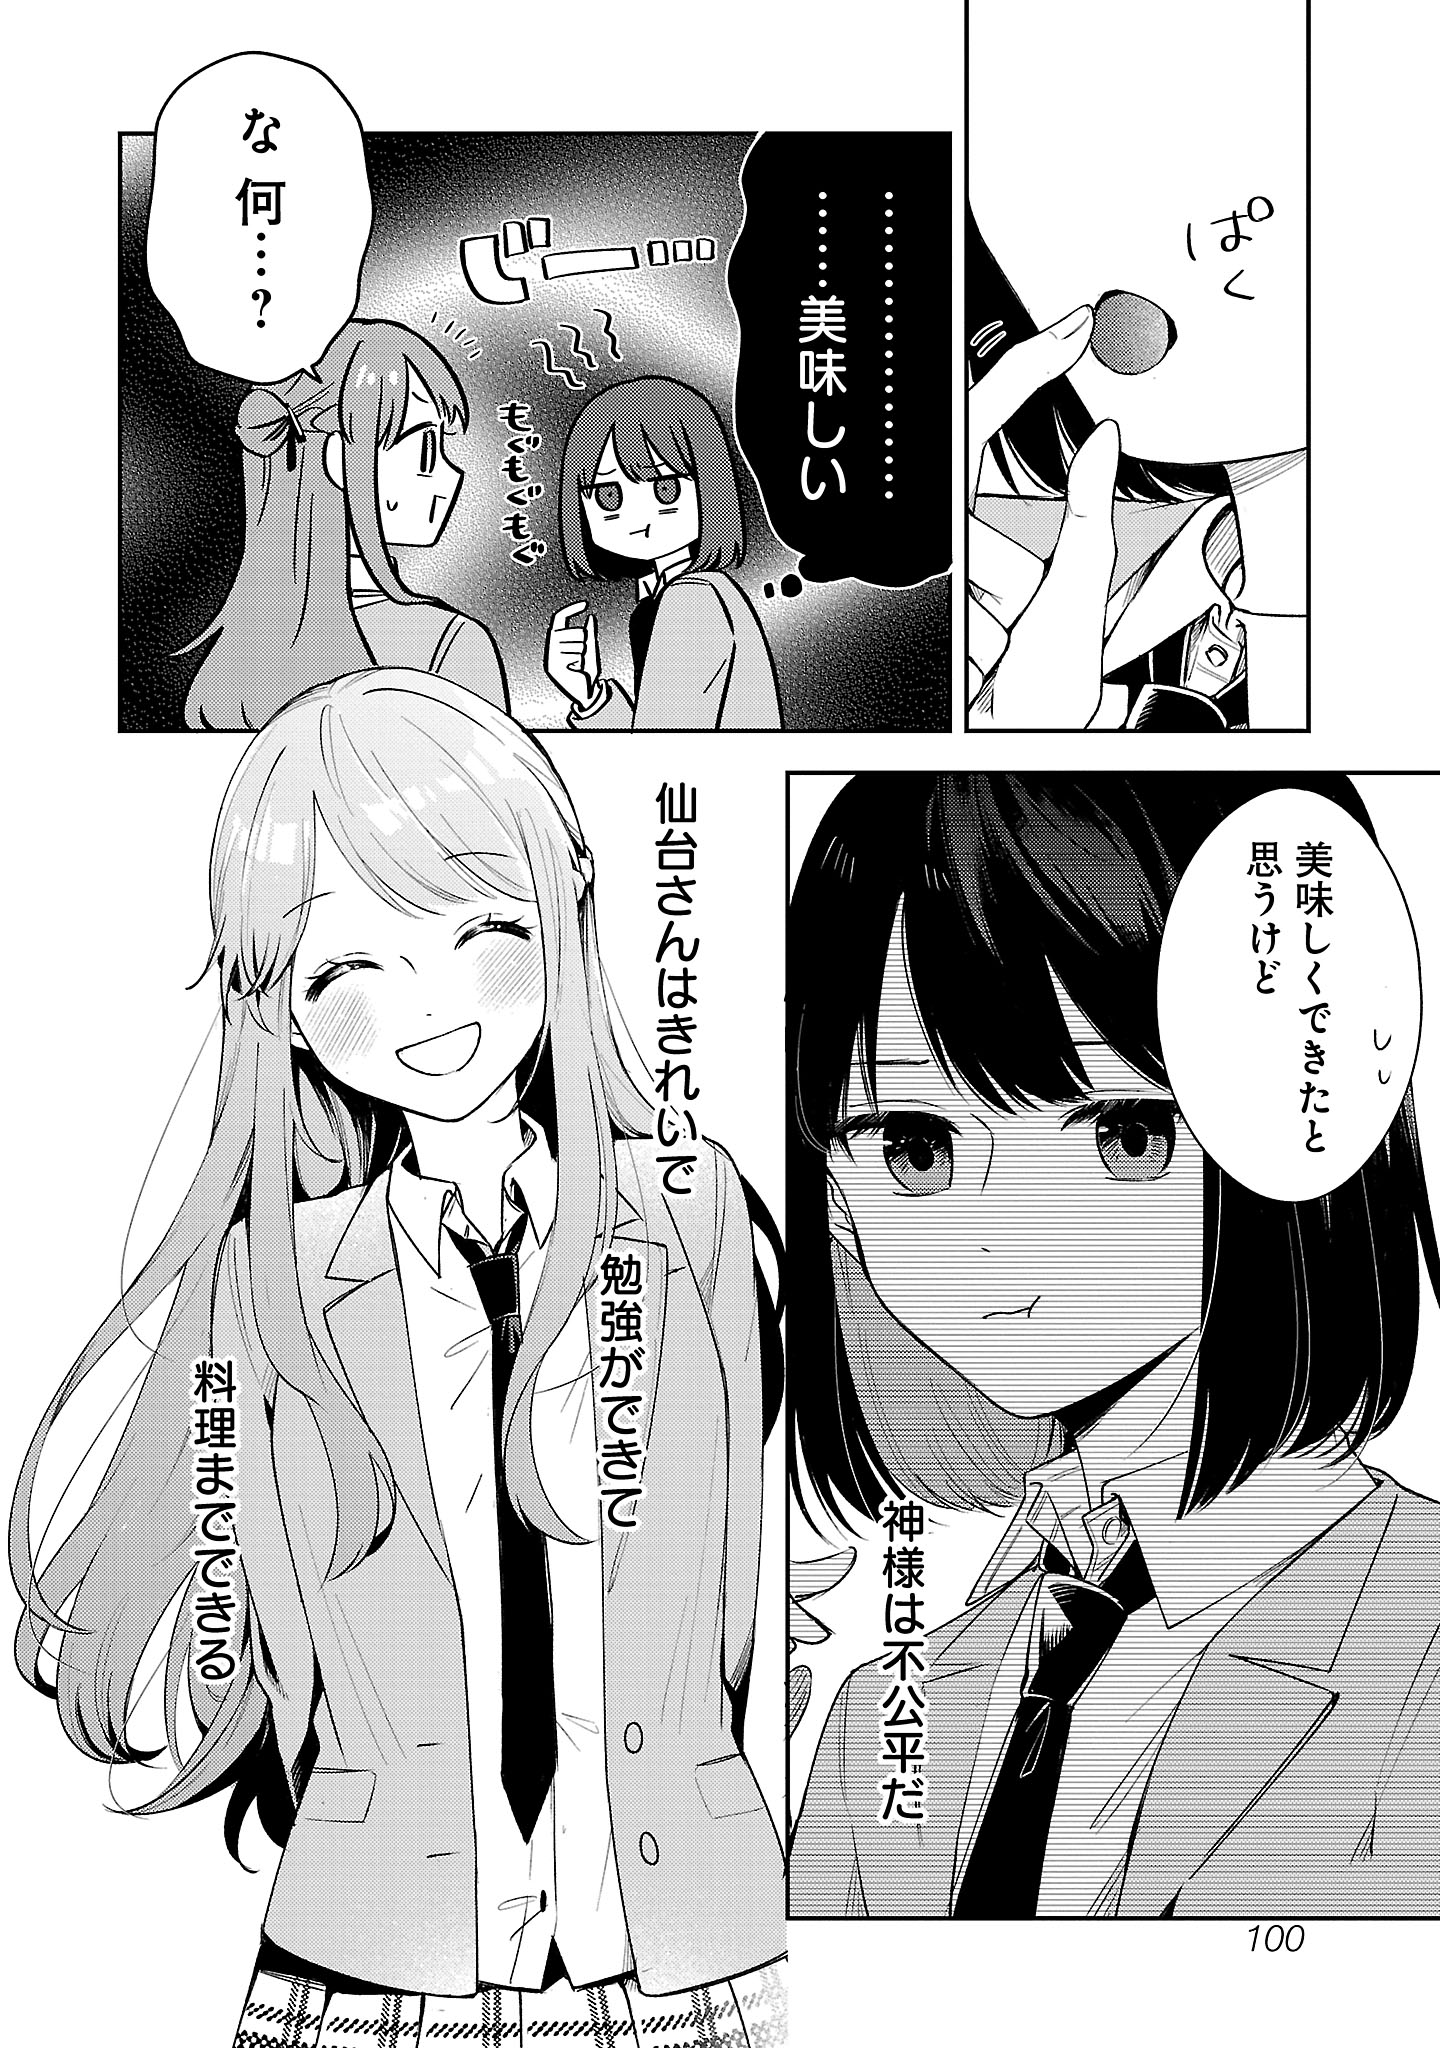 ぱく
…………………
……美味しい
じー…
もぐもぐもぐ
な 何…？
美味しくできたと
思うけど
神様は不公平だ
仙台さんはきれいで
勉強ができて
料理までできる
100